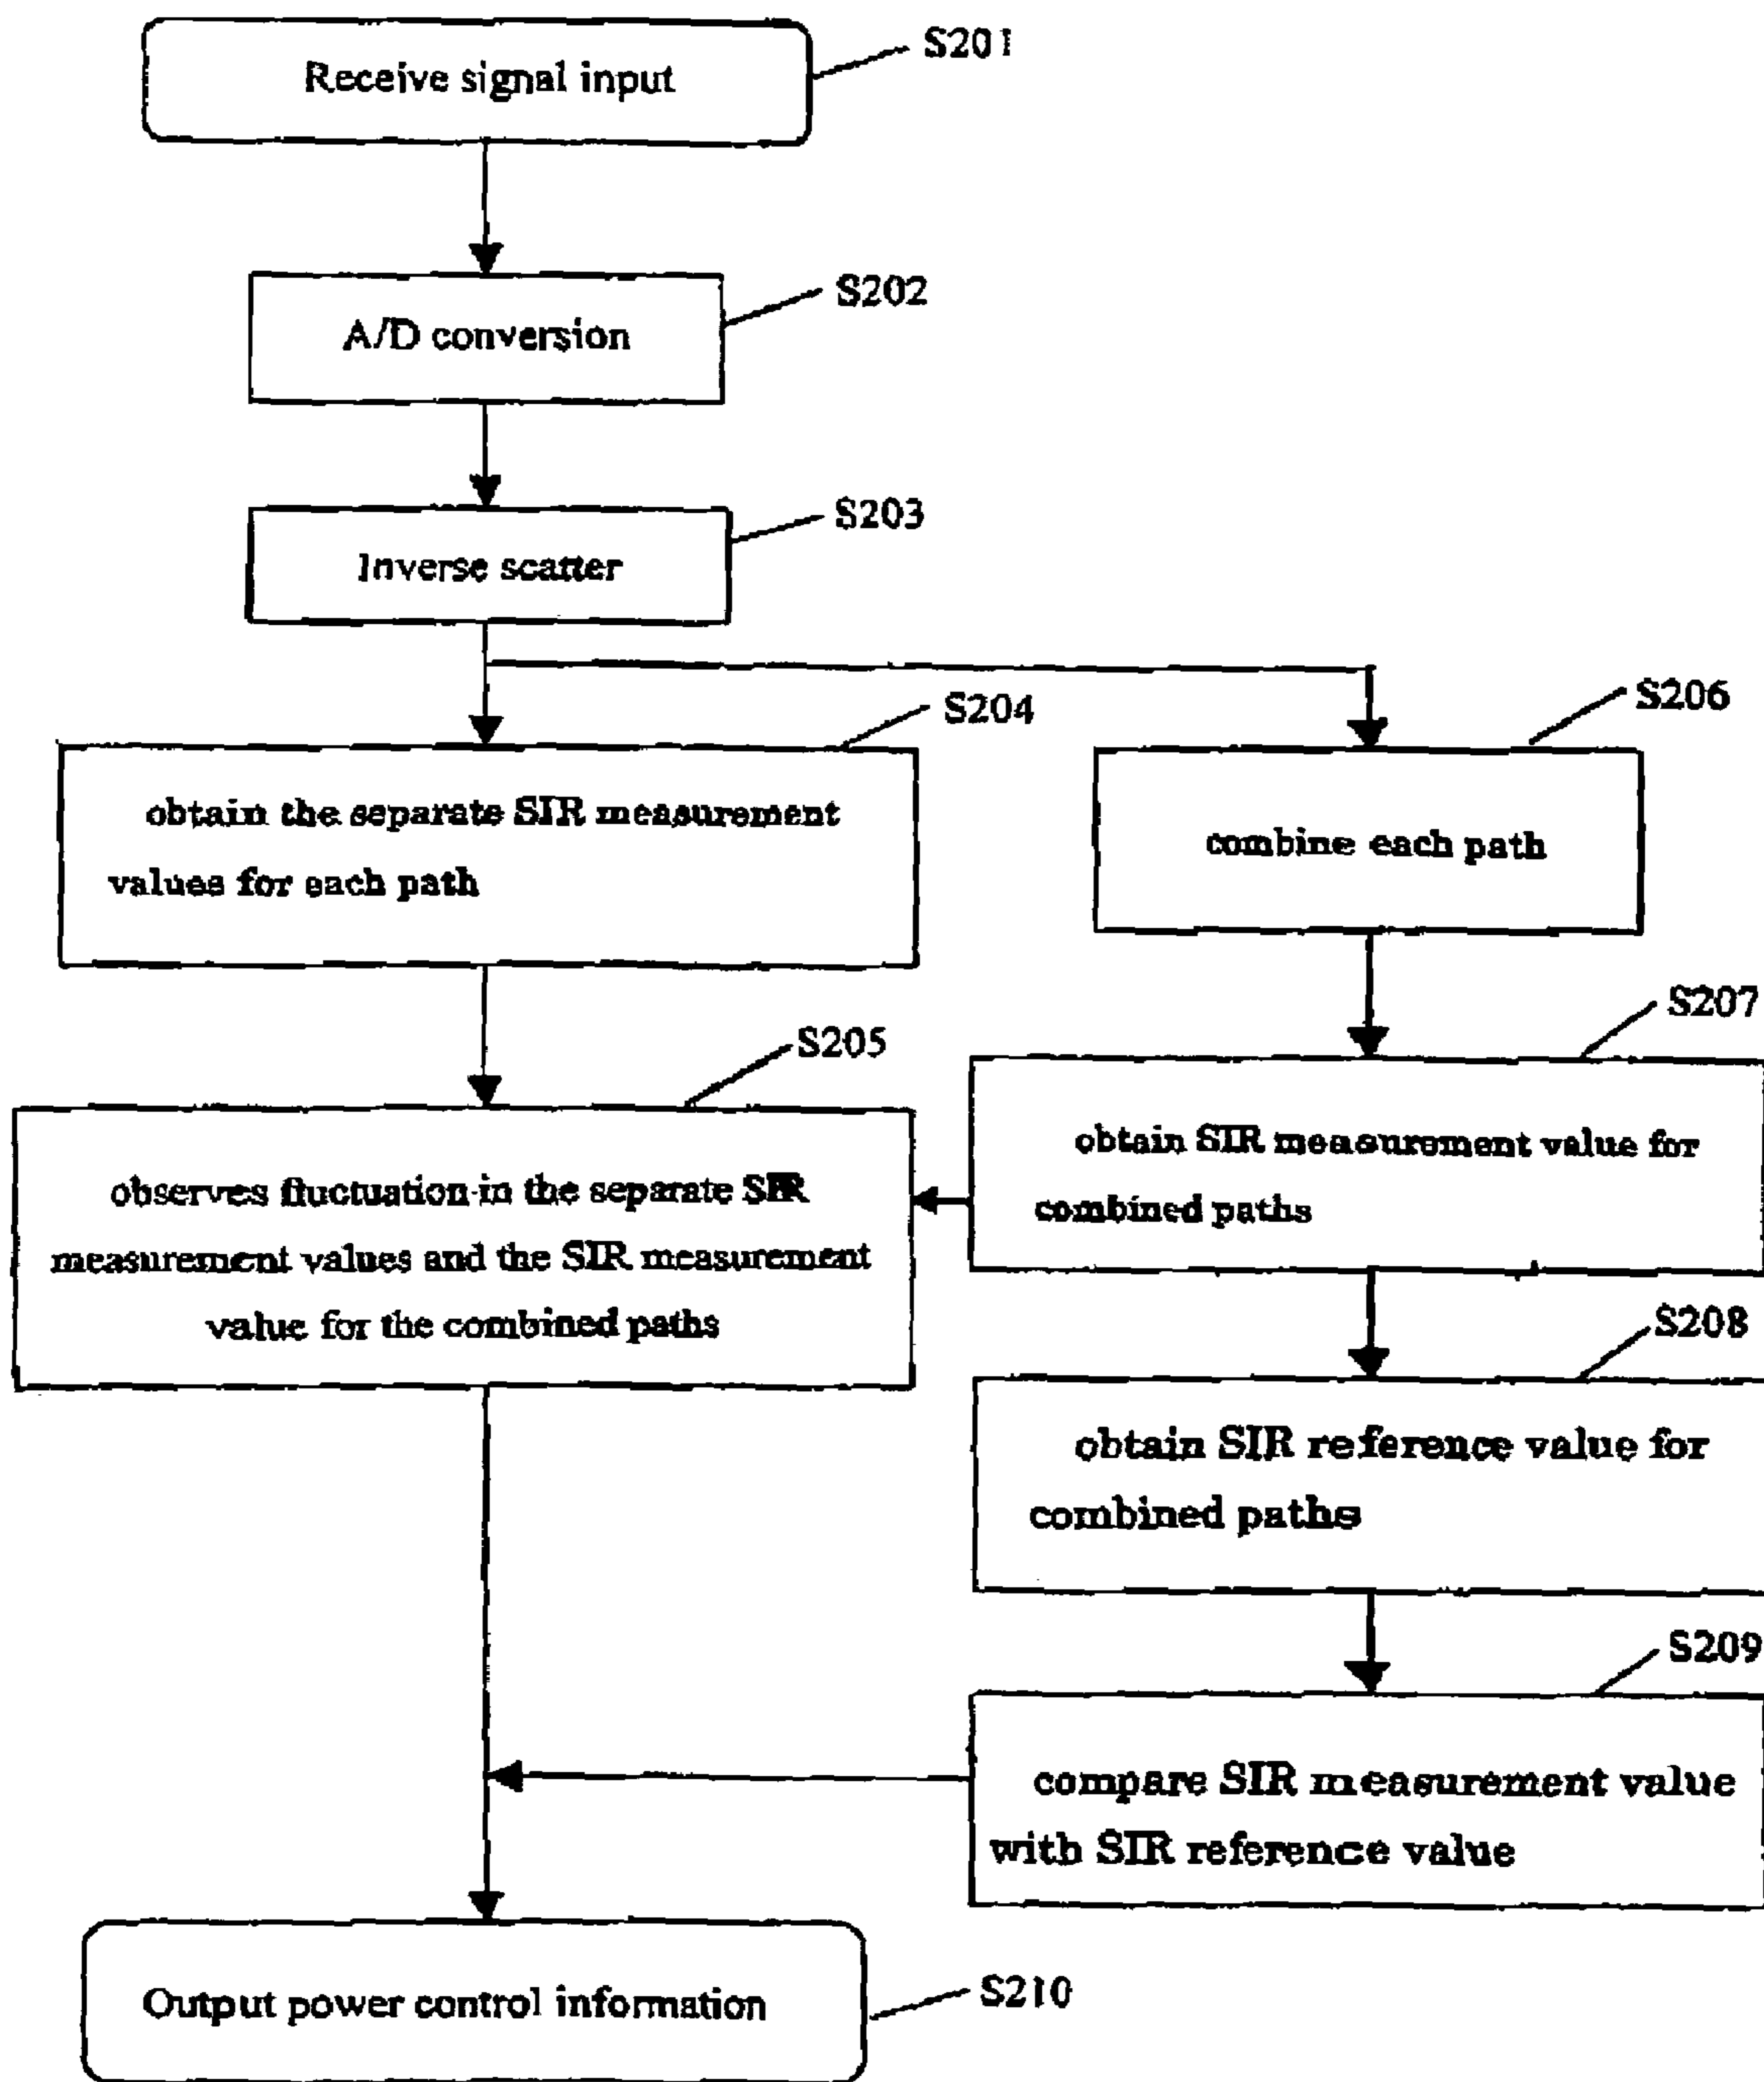 Receive signal input
S201
A/D conversion
S202
Inverse scatter
S203
S204
obtain the separate SIR measurement
values for each path
S206
combine each path
S205
observes fluctuation in the separate SIR
measurement values and the SIR measurement
value for the combined paths
S207
obtain SIR measurement value for
combined paths
S208
obtain SIR reference value for
combined paths
S209
compare SIR measurement value
with SIR reference value
Output power control information
S210